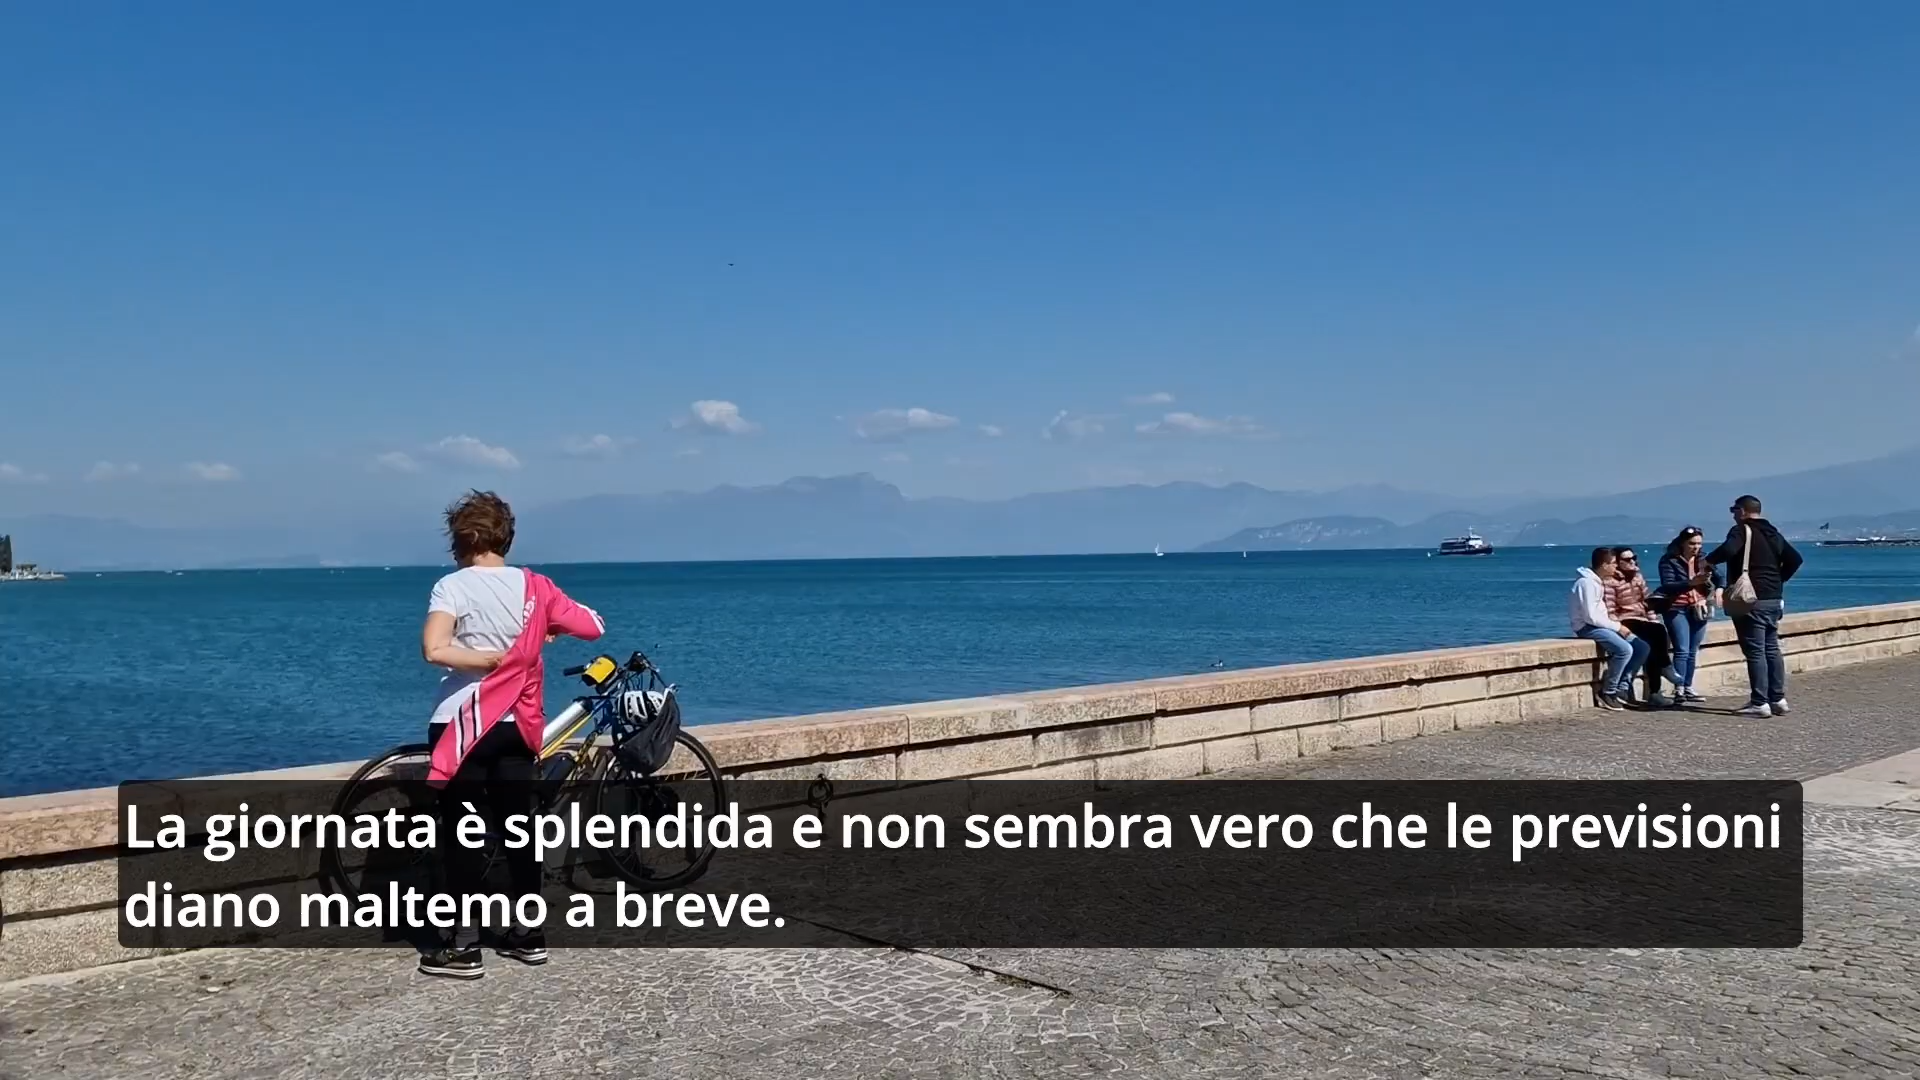 La giornata è splendida e non sembra vero che le previsioni
diano maltemo a breve.